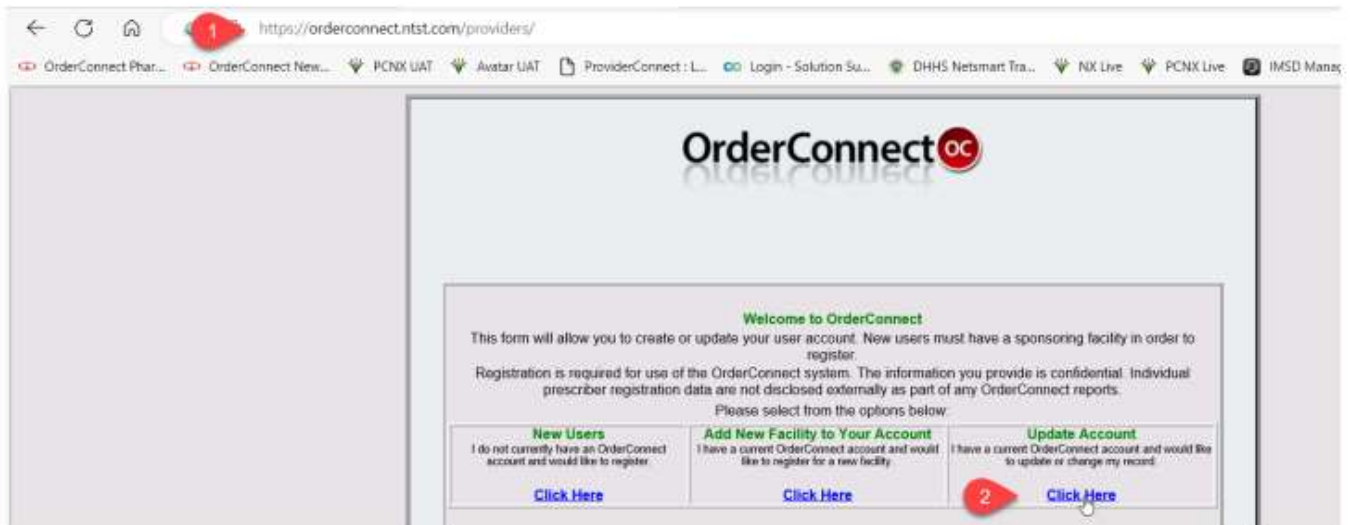 1
https://orderconnect.ntst.com/providers/
OrderConnect Phar... OrderConnect New... PCNX UAT Avatar UAT ProviderConnect : L... Login - Solution Su... DHHS Netsmart Tra... NX Live PCNX Live IMSD Manag
OrderConnect OC
Welcome to OrderConnect
This form will allow you to create or update your user account. New users must have a sponsoring facility in order to
register.
Registration is required for use of the OrderConnect system. The information you provide is confidential. Individual
prescriber registration data are not disclosed externally as part of any OrderConnect reports.
Please select from the options below:
New Users
I do not currently have an OrderConnect
account and would like to register.
Click Here
Add New Facility to Your Account
I have a current OrderConnect account and would
like to register for a new facility
Click Here
Update Account
I have a current OrderConnect account and would like
to update or change my record.
2
Click Here